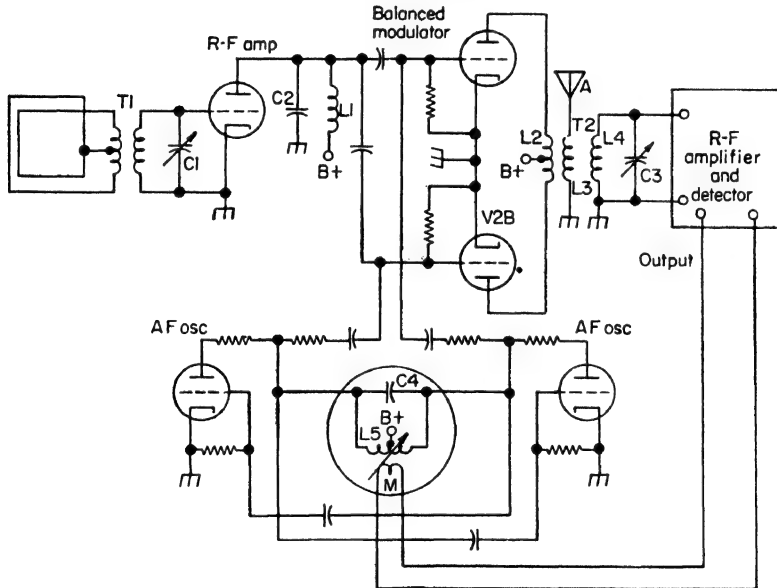 Balanced
modulator
R-F amp
T1
C1
C2
L1
B+
V2B
L2
B+
A
T2
L3
L4
C3
R-F
amplifier
and
detector
Output
AF osc
AF osc
C4
B+
L5
M